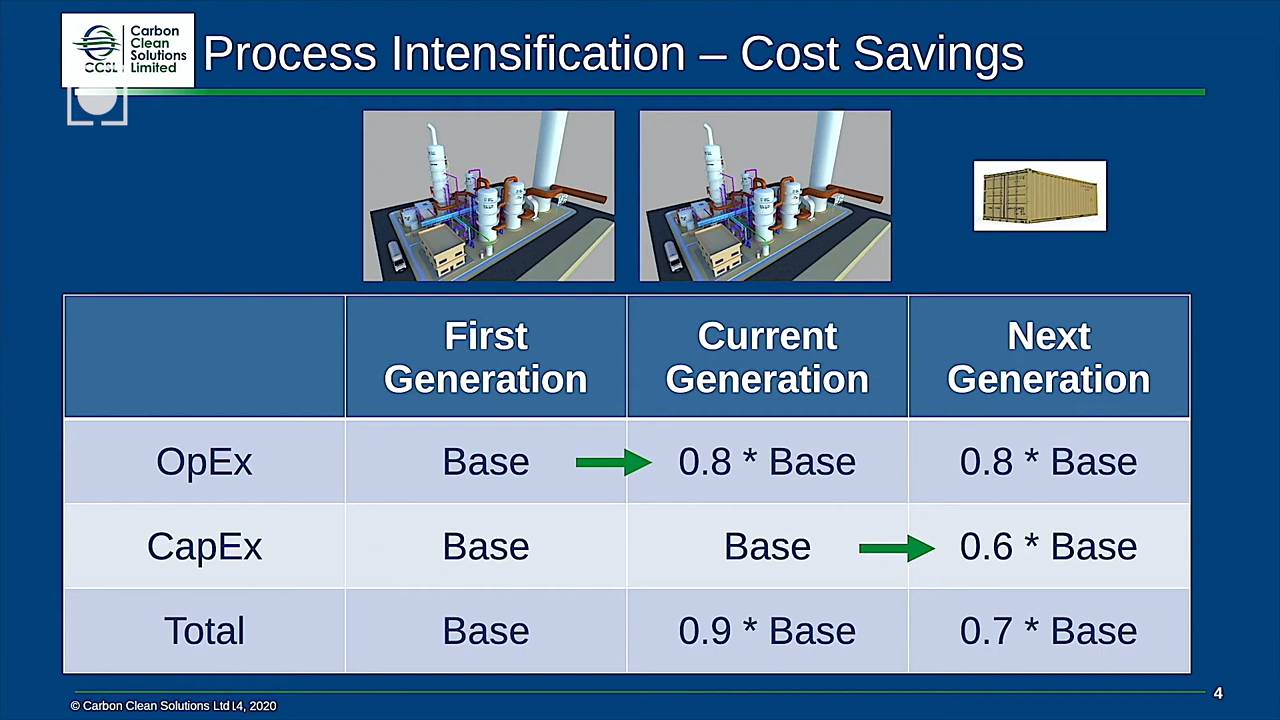 Carbon
Clean
Solutions
Limited
CCSL
Process Intensification – Cost Savings
First Generation
Current Generation
Next Generation
OpEx
Base
0.8 * Base
0.8 * Base
CapEx
Base
Base
0.6 * Base
Total
Base
0.9 * Base
0.7 * Base
© Carbon Clean Solutions Ltd 14, 2020
4